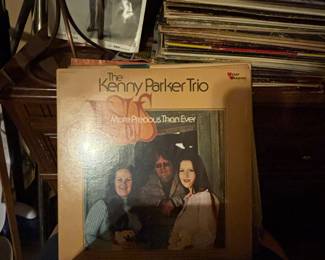 The
Kenny Parker Trio
More Precious Than Ever